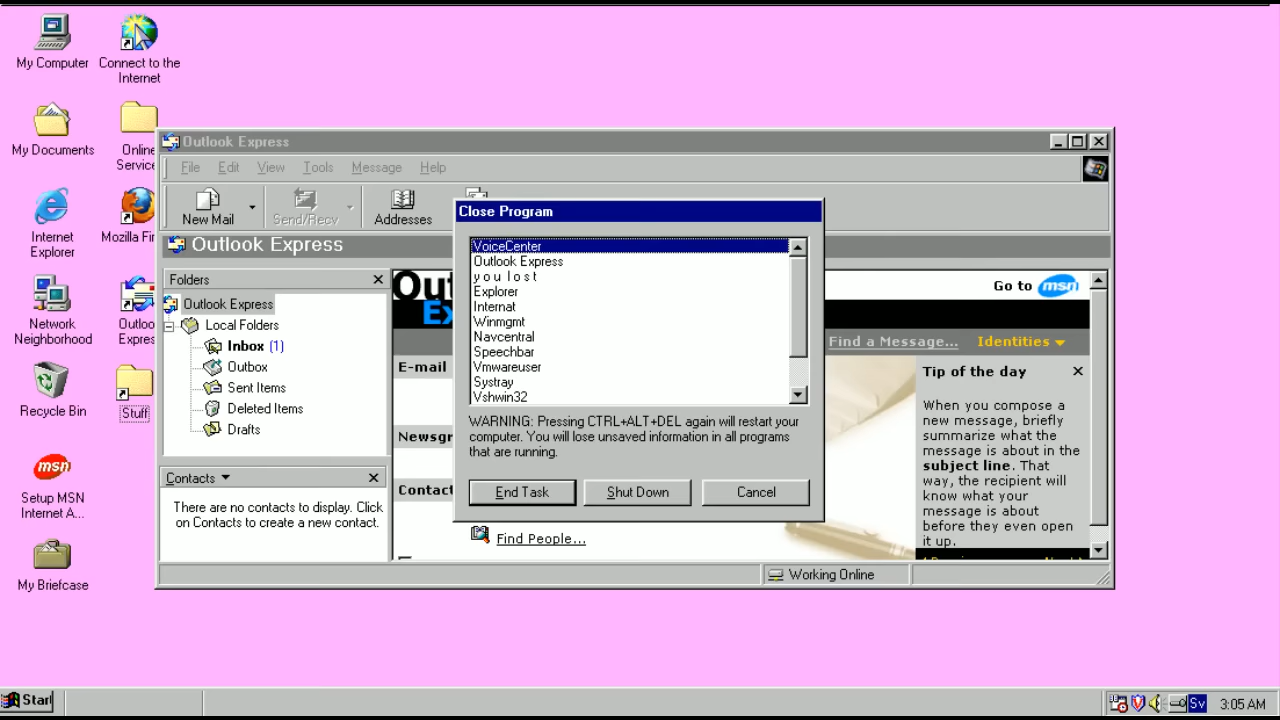 My Computer
Connect to the
Internet
My Documents
Online
Service
Internet
Explorer
Mozilla Fir
Network
Neighborhood
Outloo
Expres
Recycle Bin
Stuff
msn
Setup MSN
Internet A...
My Briefcase
Outlook Express
File Edit View Tools Message Help
New Mail Send/Recv Addresses
Outlook Express
Folders
Outlook Express
Local Folders
Inbox (1)
Outbox
Sent Items
Deleted Items
Drafts
Contacts
There are no contacts to display. Click
on Contacts to create a new contact.
Out
Ex
Go to msn
Find a Message... Identities
E-mail
Newsgr
Contact
Find People...
Tip of the day
When you compose a
new message, briefly
summarize what the
message is about in the
subject line. That
way, the recipient will
know what your
message is about
before they even open
it up.
Working Online
Close Program
VoiceCenter
Outlook Express
y o u l o s t
Explorer
Internat
Winmgmt
Navcentral
Speechbar
Vmwareuser
Systray
Vshwin32
WARNING: Pressing CTRL+ALT+DEL again will restart your
computer. You will lose unsaved information in all programs
that are running.
End Task Shut Down Cancel
Start
Sv 3:05 AM